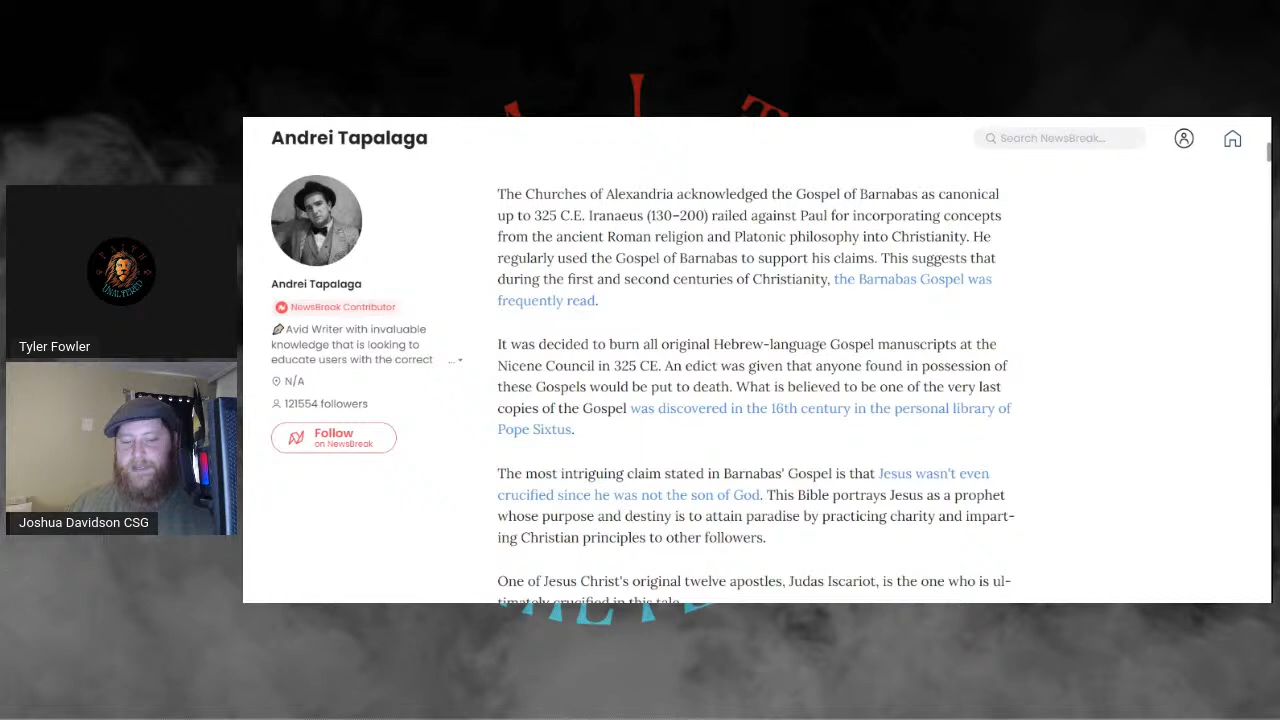 Andrei Tapalaga
Search NewsBreak...
Andrei Tapalaga
NewsBreak Contributor
Avid Writer with invaluable
knowledge that is looking to
educate users with the correct ...
N/A
121554 followers
Follow
on NewsBreak
The Churches of Alexandria acknowledged the Gospel of Barnabas as canonical
up to 325 C.E. Iranaeus (130–200) railed against Paul for incorporating concepts
from the ancient Roman religion and Platonic philosophy into Christianity. He
regularly used the Gospel of Barnabas to support his claims. This suggests that
during the first and second centuries of Christianity, the Barnabas Gospel was
frequently read.
It was decided to burn all original Hebrew-language Gospel manuscripts at the
Nicene Council in 325 CE. An edict was given that anyone found in possession of
these Gospels would be put to death. What is believed to be one of the very last
copies of the Gospel was discovered in the 16th century in the personal library of
Pope Sixtus.
The most intriguing claim stated in Barnabas' Gospel is that Jesus wasn't even
crucified since he was not the son of God. This Bible portrays Jesus as a prophet
whose purpose and destiny is to attain paradise by practicing charity and impart-
ing Christian principles to other followers.
One of Jesus Christ's original twelve apostles, Judas Iscariot, is the one who is ul-
timately crucified in this tale.
FAITH
UNALTERED
Tyler Fowler
Joshua Davidson CSG